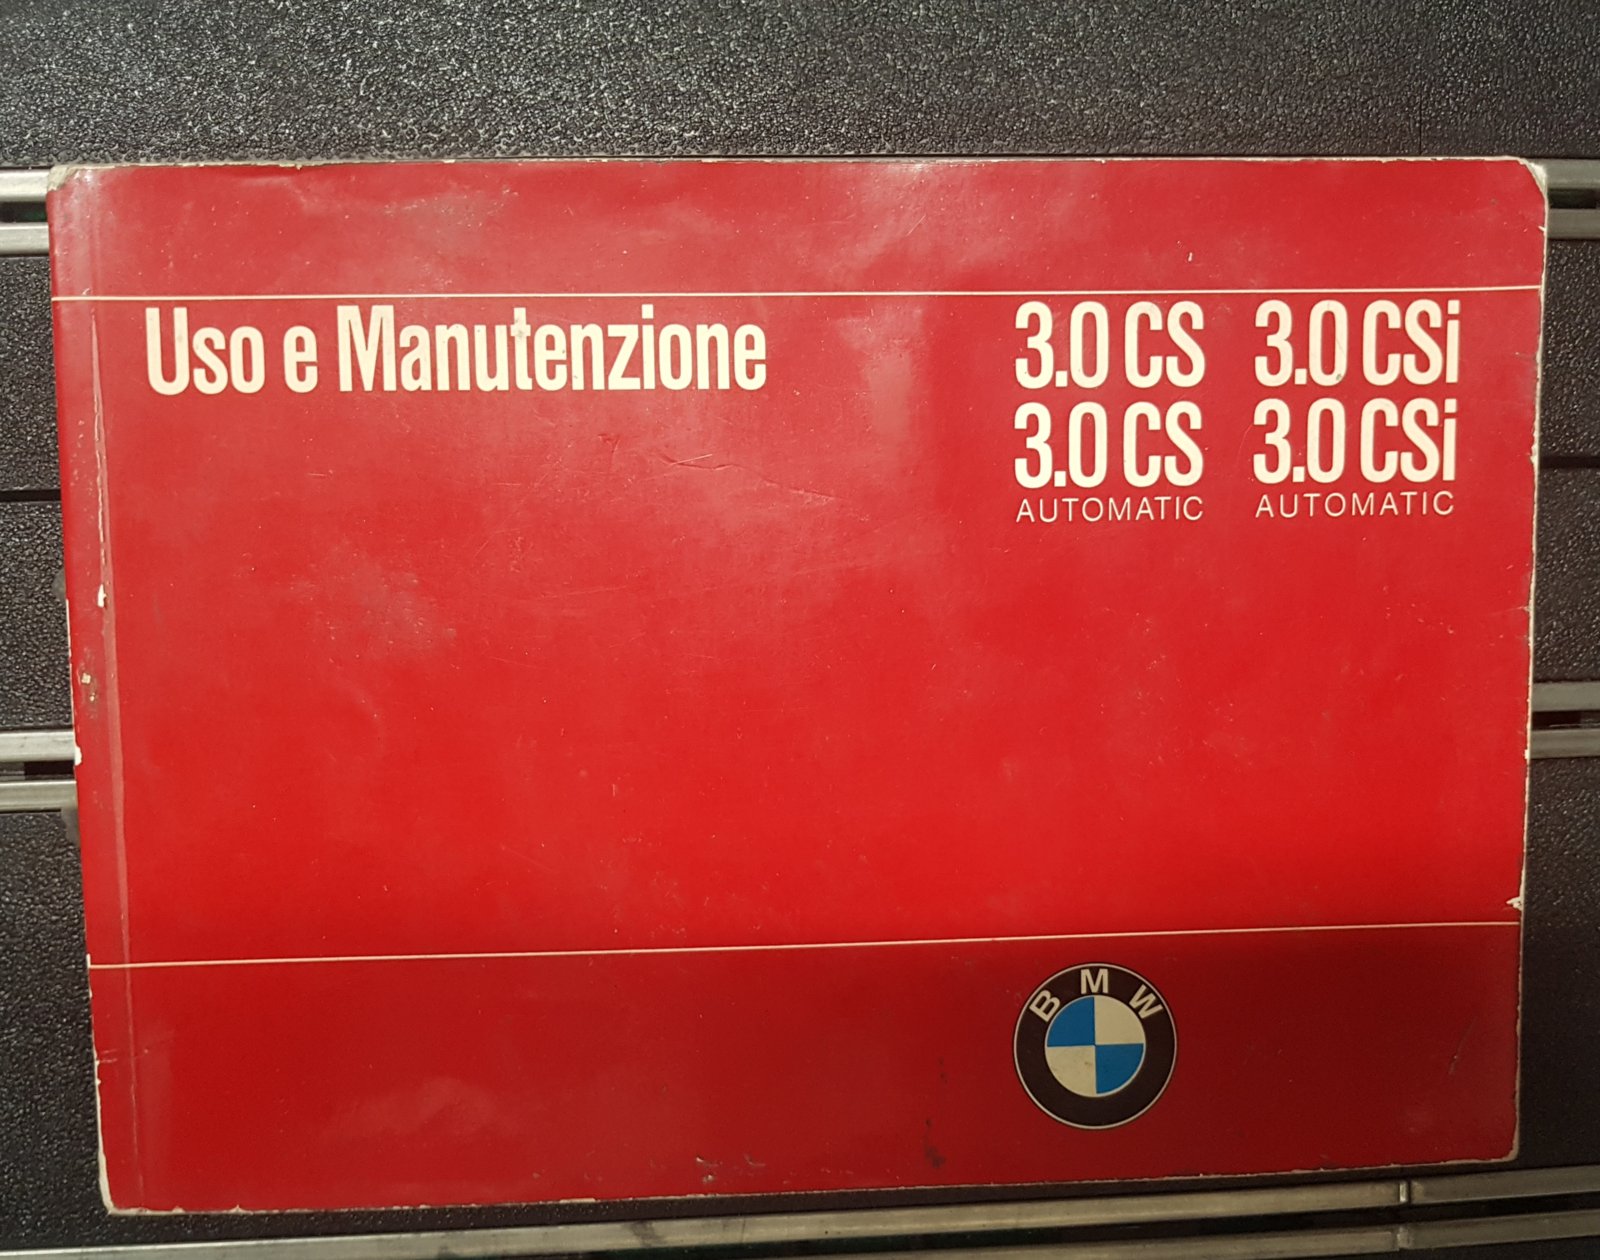 Uso e Manutenzione
3.0 CS 3.0 CSi
3.0 CS 3.0 CSi
AUTOMATIC AUTOMATIC
BMW